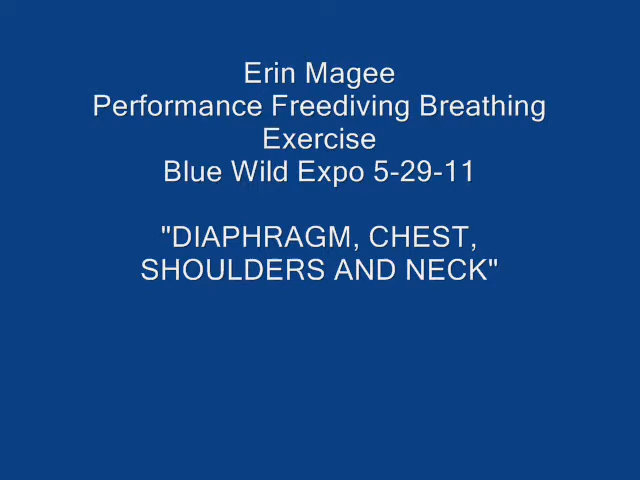 Erin Magee
Performance Freediving Breathing
Exercise
Blue Wild Expo 5-29-11
"DIAPHRAGM, CHEST,
SHOULDERS AND NECK"